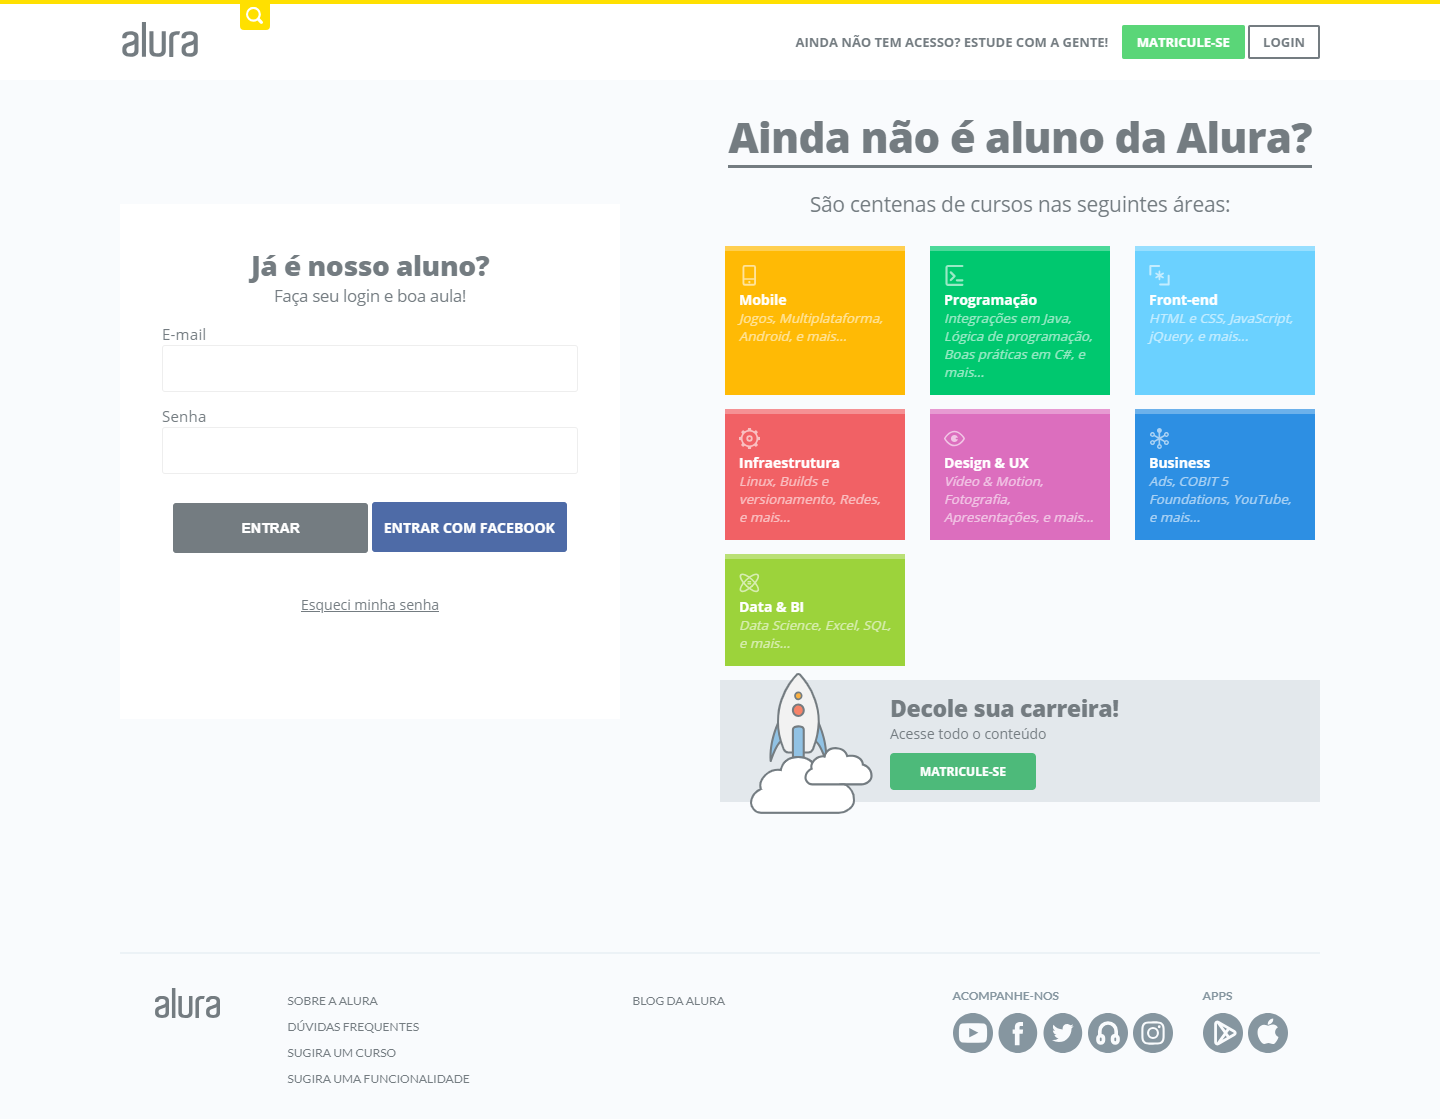 alura
AINDA NÃO TEM ACESSO? ESTUDE COM A GENTE!
MATRICULE-SE
LOGIN
Já é nosso aluno?
Faça seu login e boa aula!
E-mail
Senha
ENTRAR
ENTRAR COM FACEBOOK
Esqueci minha senha
Ainda não é aluno da Alura?
São centenas de cursos nas seguintes áreas:
Mobile
Jogos, Multiplataforma,
Android, e mais...
Programação
Integrações em Java,
Lógica de programação,
Boas práticas em C#, e
mais...
Front-end
HTML e CSS, JavaScript,
jQuery, e mais...
Infraestrutura
Linux, Builds e
versionamento, Redes,
e mais...
Design & UX
Vídeo & Motion,
Fotografia,
Apresentações, e mais...
Business
Ads, COBIT 5
Foundations, YouTube,
e mais...
Data & BI
Data Science, Excel, SQL,
e mais...
Decole sua carreira!
Acesse todo o conteúdo
MATRICULE-SE
alura
SOBRE A ALURA
DÚVIDAS FREQUENTES
SUGIRA UM CURSO
SUGIRA UMA FUNCIONALIDADE
BLOG DA ALURA
ACOMPANHE-NOS
APPS